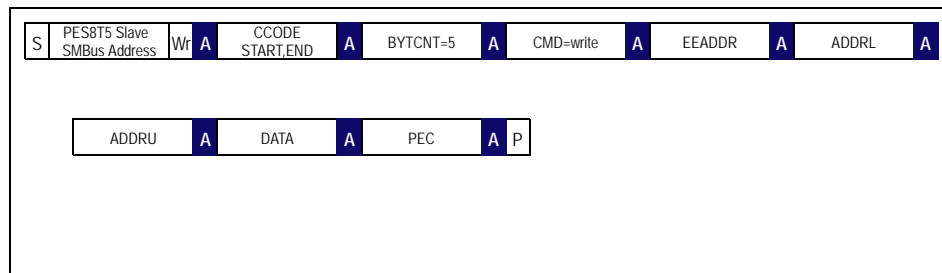 S PES8T5 Slave SMBus Address Wr A CCODE START,END A BYTCNT=5 A CMD=write A EEADDR A ADDRL A
ADDRU A DATA A PEC A P